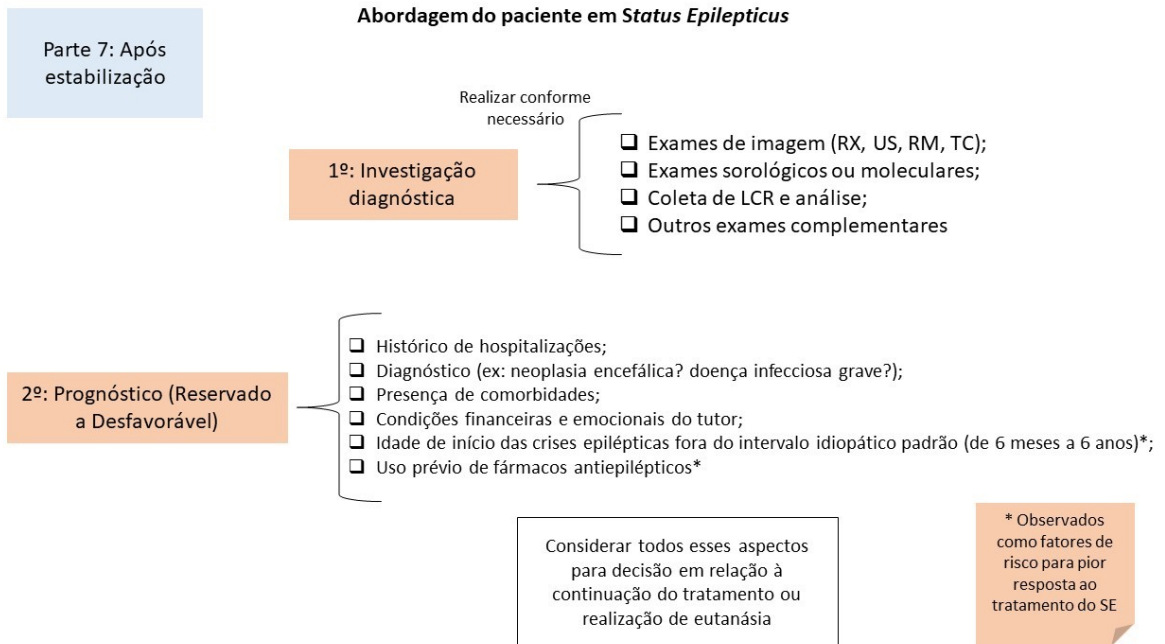 Abordagem do paciente em Status Epilepticus
Parte 7: Após
estabilização
Realizar conforme
necessário
1º: Investigação
diagnóstica
❑ Exames de imagem (RX, US, RM, TC);
❑ Exames sorológicos ou moleculares;
❑ Coleta de LCR e análise;
❑ Outros exames complementares
2º: Prognóstico (Reservado
a Desfavorável)
❑ Histórico de hospitalizações;
❑ Diagnóstico (ex: neoplasia encefálica? doença infecciosa grave?);
❑ Presença de comorbidades;
❑ Condições financeiras e emocionais do tutor;
❑ Idade de início das crises epilépticas fora do intervalo idiopático padrão (de 6 meses a 6 anos)*;
❑ Uso prévio de fármacos antiepilépticos*
Considerar todos esses aspectos
para decisão em relação à
continuação do tratamento ou
realização de eutanásia
* Observados
como fatores de
risco para pior
resposta ao
tratamento do SE